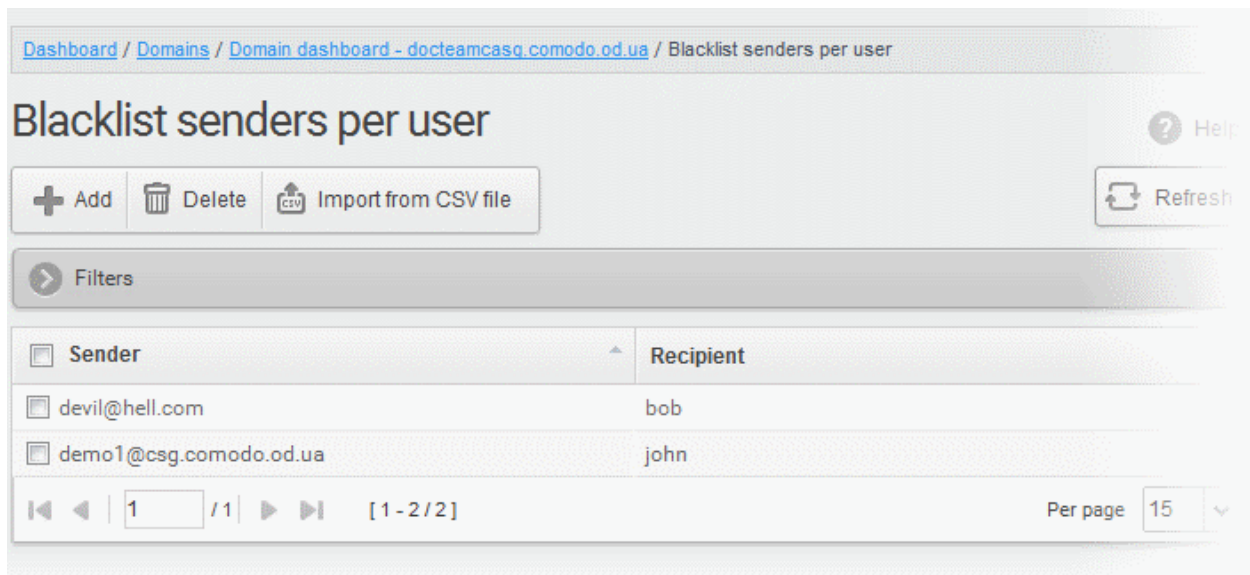 Dashboard / Domains / Domain dashboard - docteamcasg.comodo.od.ua / Blacklist senders per user
Blacklist senders per user
Help
Add Delete CSV Import from CSV file Refresh
Filters
Sender Recipient
devil@hell.com bob
demo1@csg.comodo.od.ua john
1 / 1 [ 1 - 2 / 2 ] Per page 15